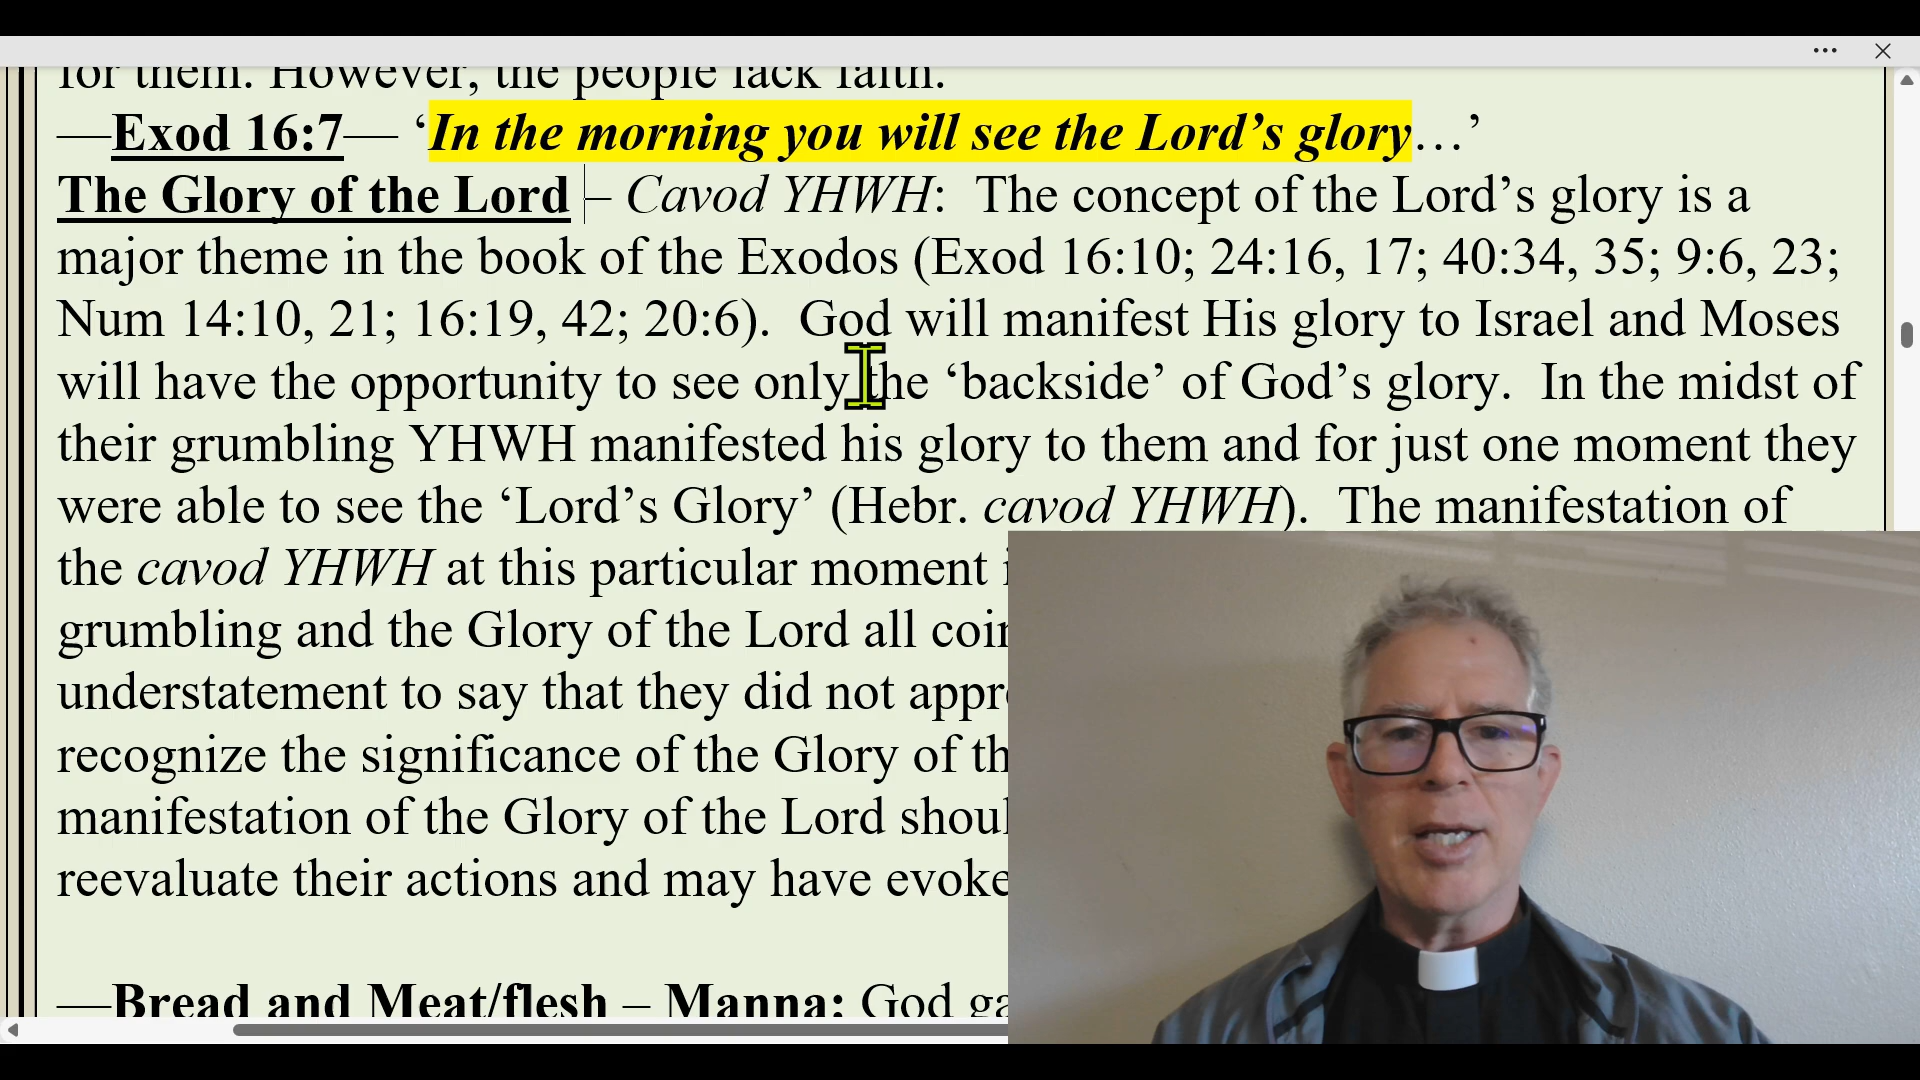 for them. However, the people lack faith.
—Exod 16:7— ‘In the morning you will see the Lord’s glory…’
The Glory of the Lord – Cavod YHWH: The concept of the Lord’s glory is a
major theme in the book of the Exodos (Exod 16:10; 24:16, 17; 40:34, 35; 9:6, 23;
Num 14:10, 21; 16:19, 42; 20:6). God will manifest His glory to Israel and Moses
will have the opportunity to see only the ‘backside’ of God’s glory. In the midst of
their grumbling YHWH manifested his glory to them and for just one moment they
were able to see the ‘Lord’s Glory’ (Hebr. cavod YHWH). The manifestation of
the cavod YHWH at this particular moment
grumbling and the Glory of the Lord all
understatement to say that they did not
recognize the significance of the Glory of
manifestation of the Glory of the Lord
reevaluate their actions and may have
—Bread and Meat/flesh – Manna: God